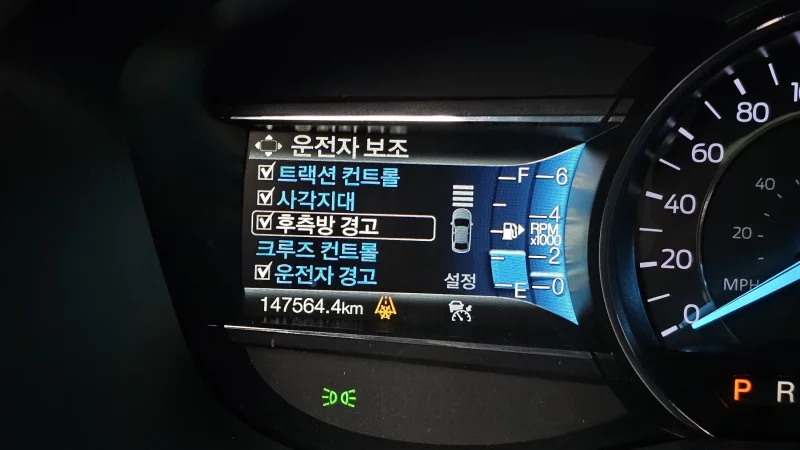 운전자 보조
트랙션 컨트롤
사각지대
후측방 경고
크루즈 컨트롤
운전자 경고
설정
147564.4km
F
E
6
4
RPM
x1000
2
0
80
60
40
20
0
40
20
MPH
P R